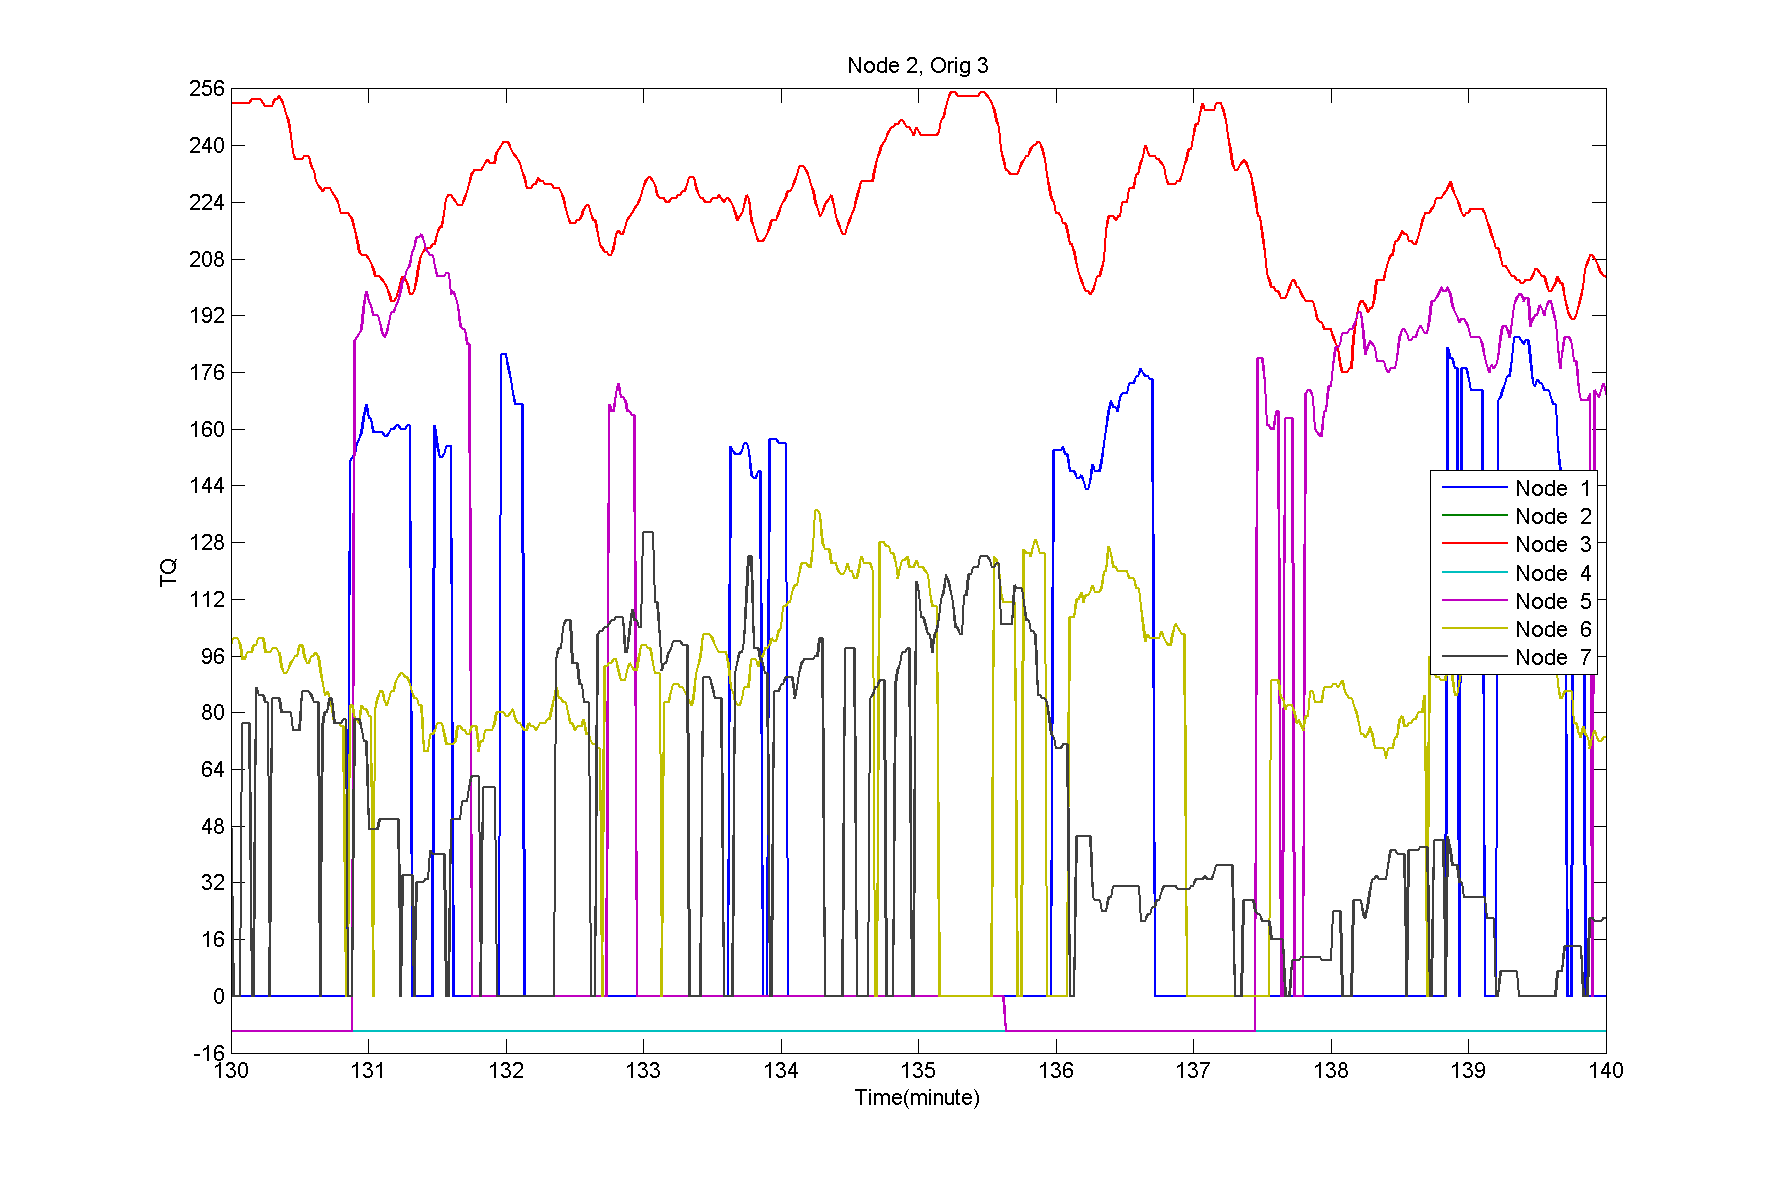 Node 2, Orig 3
256
240
224
208
192
176
160
144
128
112
96
80
64
48
32
16
0
-16
TQ
Node 1
Node 2
Node 3
Node 4
Node 5
Node 6
Node 7
130 131 132 133 134 135 136 137 138 139 140
Time(minute)